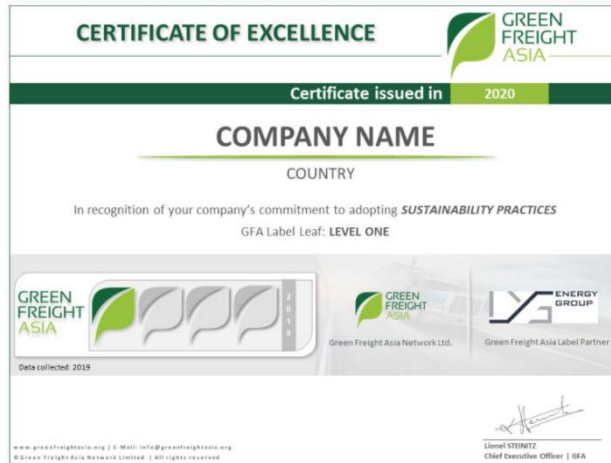 CERTIFICATE OF EXCELLENCE
GREEN
FREIGHT
ASIA
Certificate issued in 2020
COMPANY NAME
COUNTRY
In recognition of your company's commitment to adopting SUSTAINABILITY PRACTICES
GFA Label Leaf: LEVEL ONE
GREEN
FREIGHT
ASIA
2019
Data collected: 2019
GREEN
FREIGHT
ASIA
Green Freight Asia Network Ltd.
ENERGY
GROUP
Green Freight Asia Label Partner
Lionel STEINITZ
Chief Executive Officer | GFA
www.greenfreightasia.org | E-Mail: info@greenfreightasia.org
©Green Freight Asia Network Limited | All rights reserved